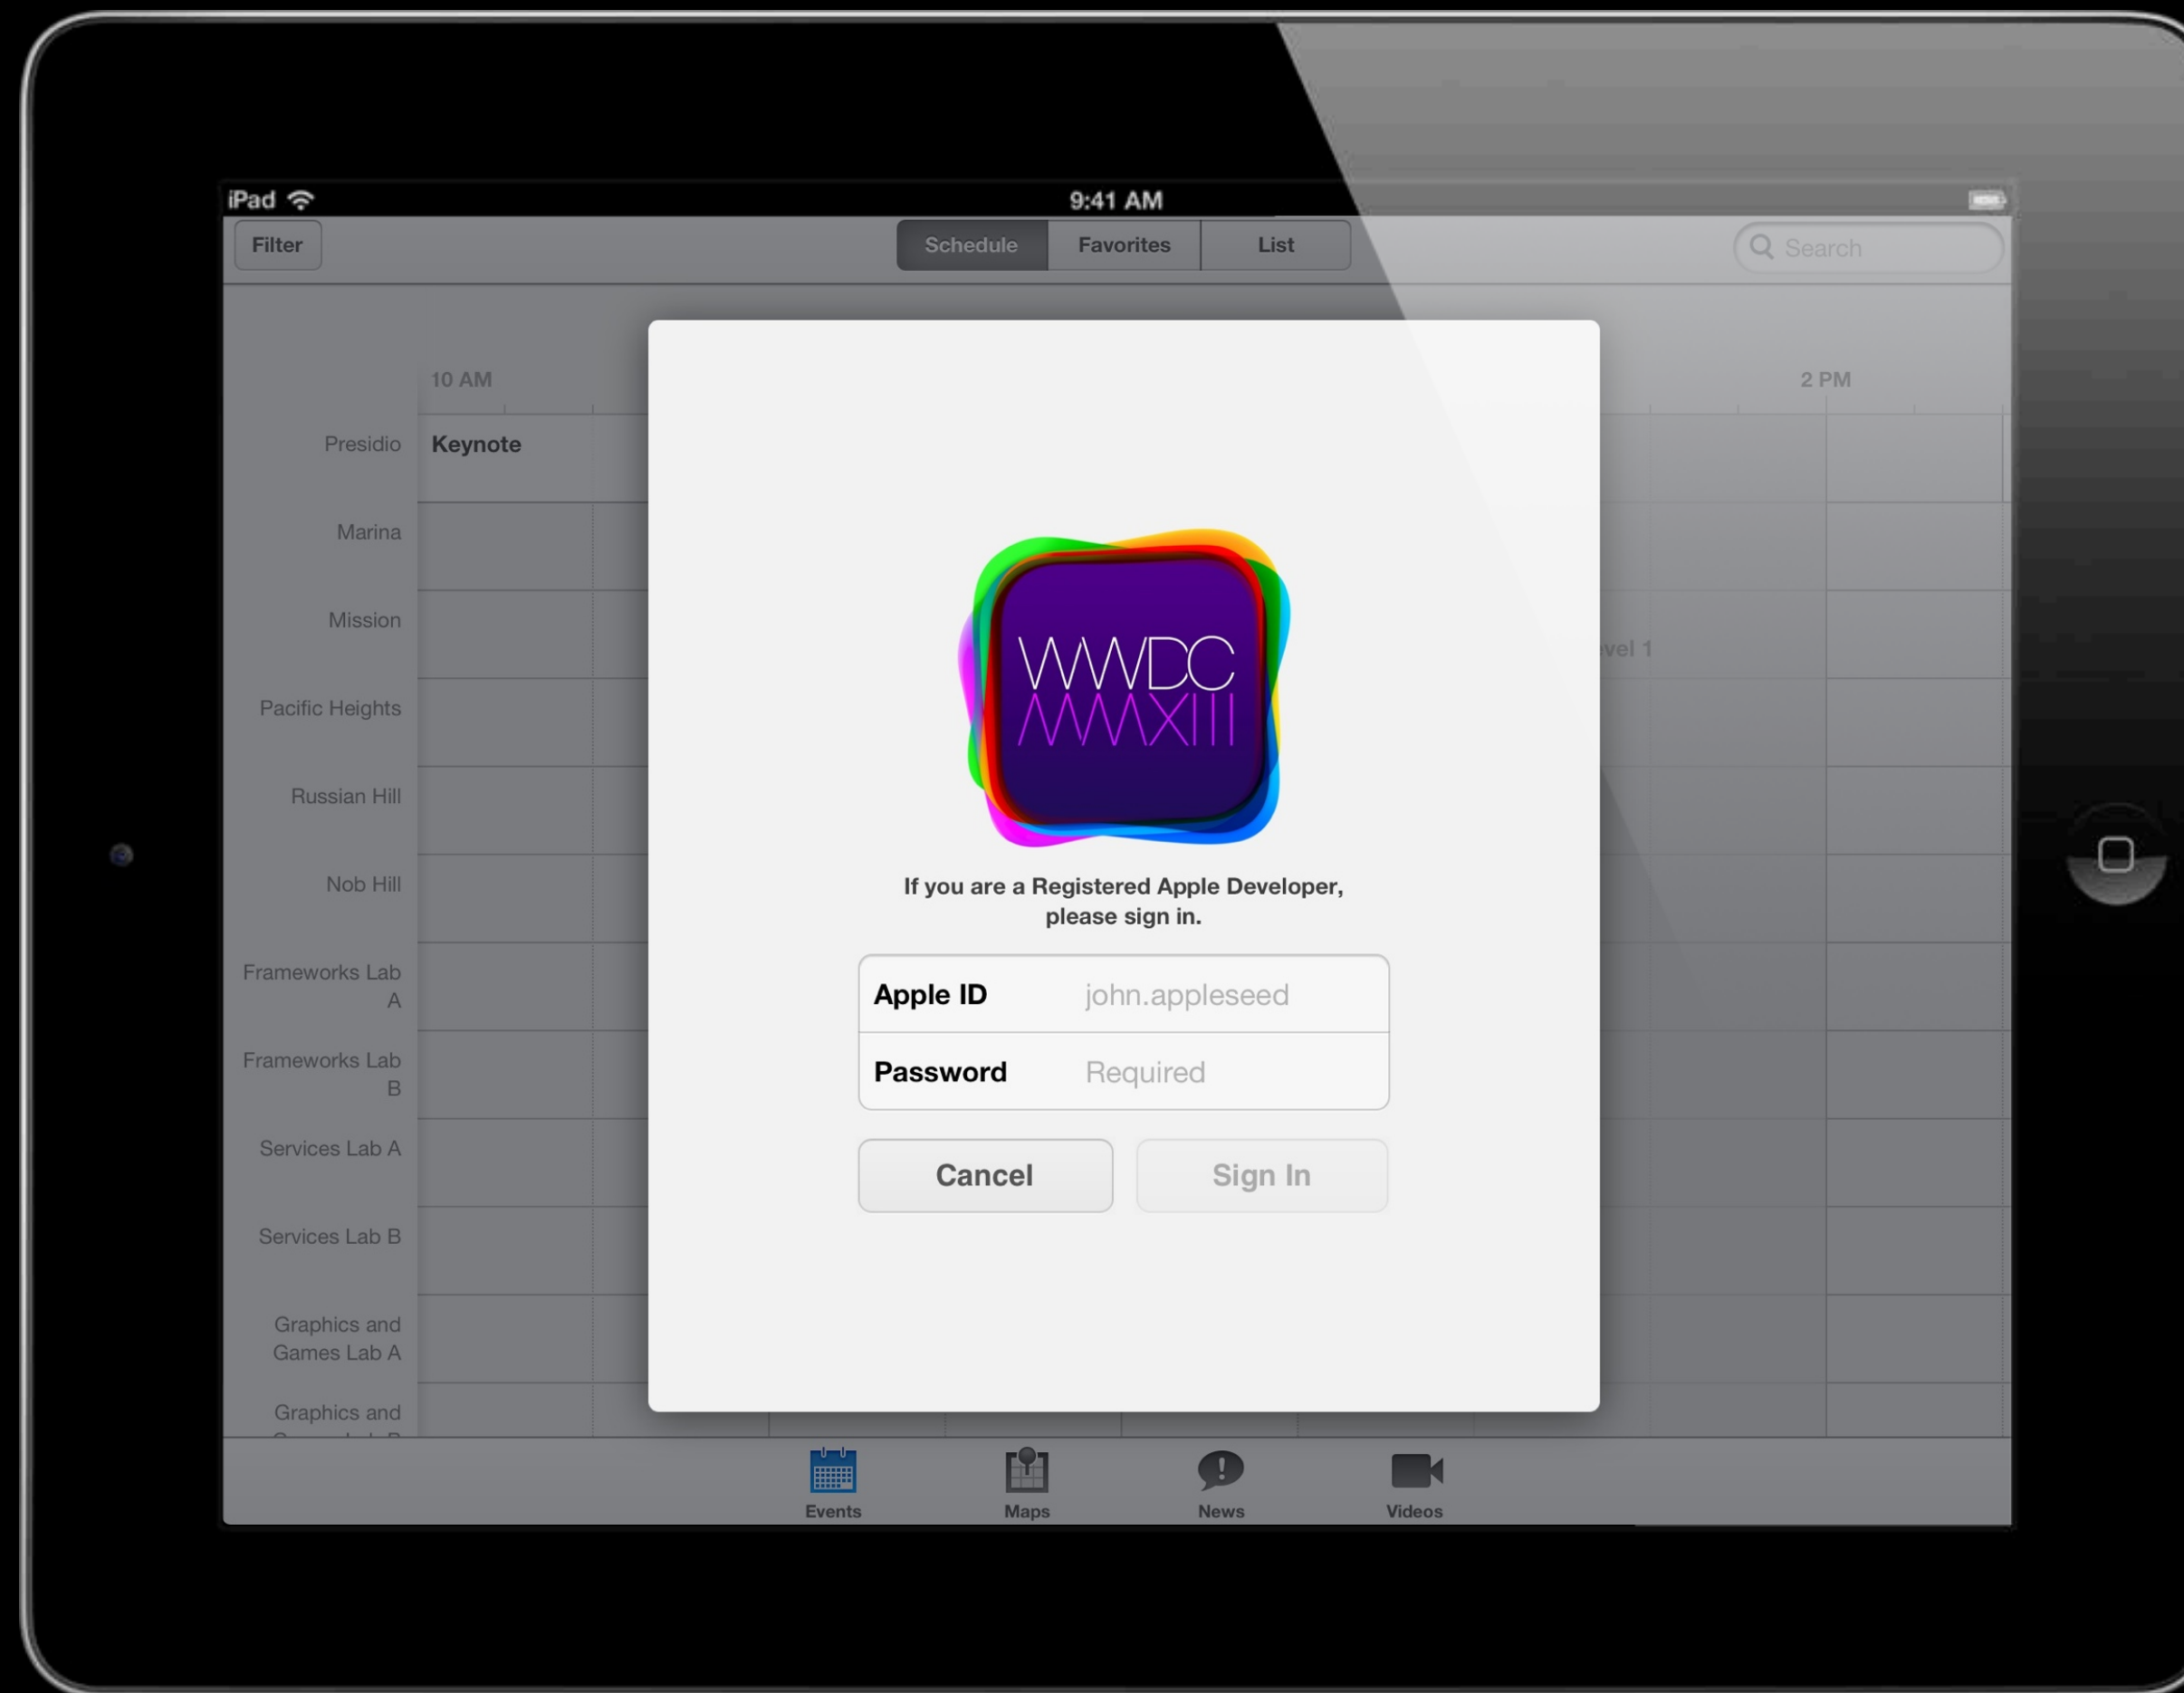 iPad 9:41 AM
Filter Schedule Favorites List Search
10 AM 2 PM
Presidio Keynote
Marina
Mission
evel 1
Pacific Heights
Russian Hill
Nob Hill
Frameworks Lab
A
Frameworks Lab
B
Services Lab A
Services Lab B
Graphics and
Games Lab A
Graphics and
WWDC
MMXIII
If you are a Registered Apple Developer,
please sign in.
Apple ID john.appleseed
Password Required
Cancel Sign In
Events Maps News Videos